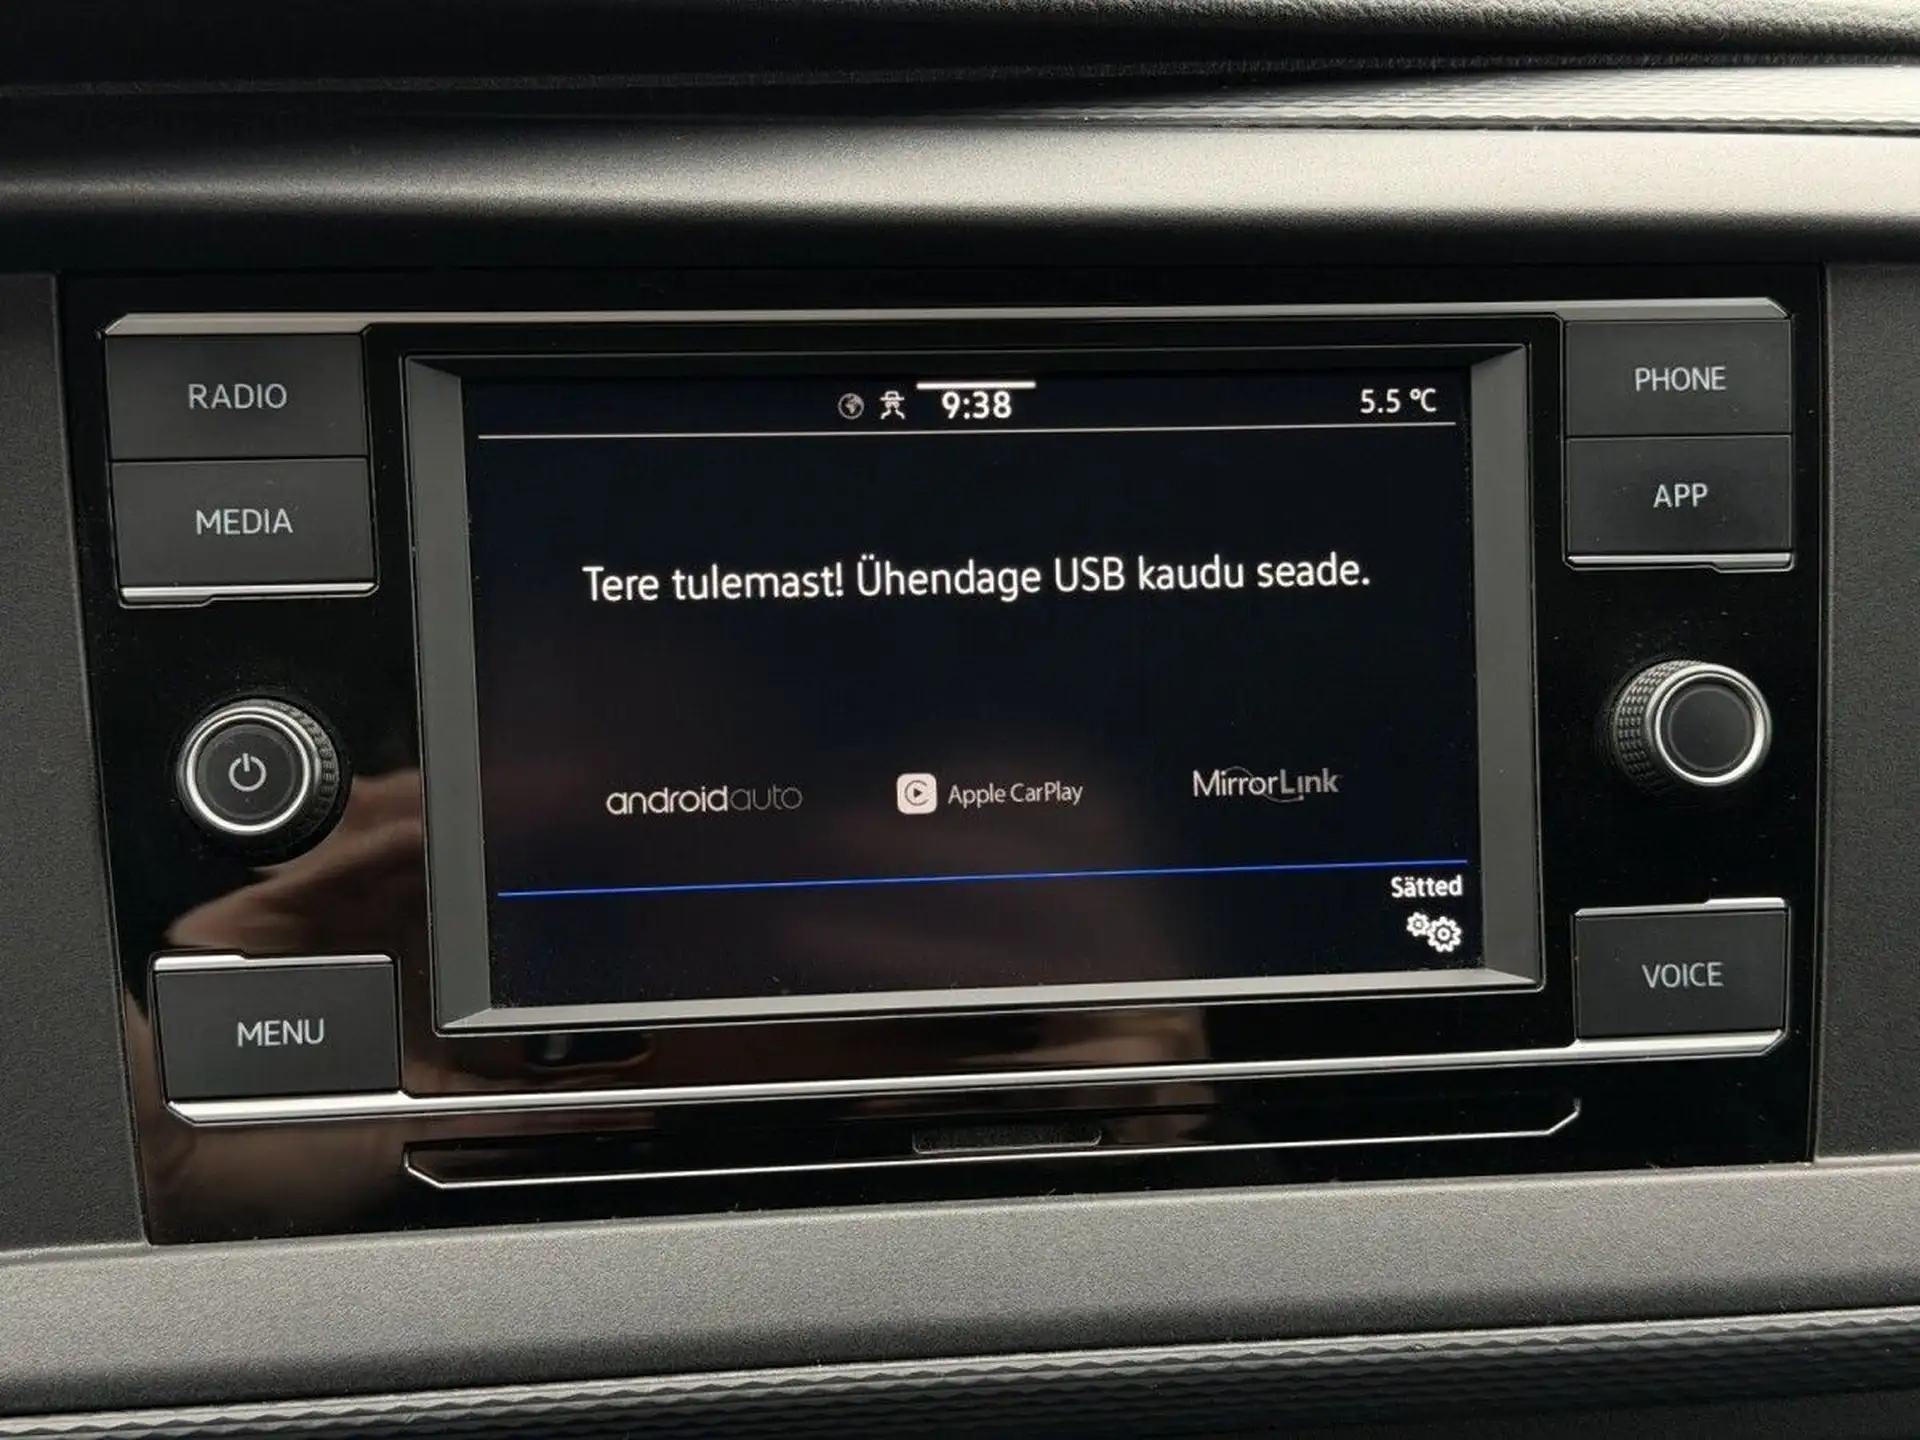 RADIO
MEDIA
MENU
9:38
5.5 °C
Tere tulemast! Ühendage USB kaudu seade.
androidauto
Apple CarPlay
MirrorLink
Sätted
PHONE
APP
VOICE